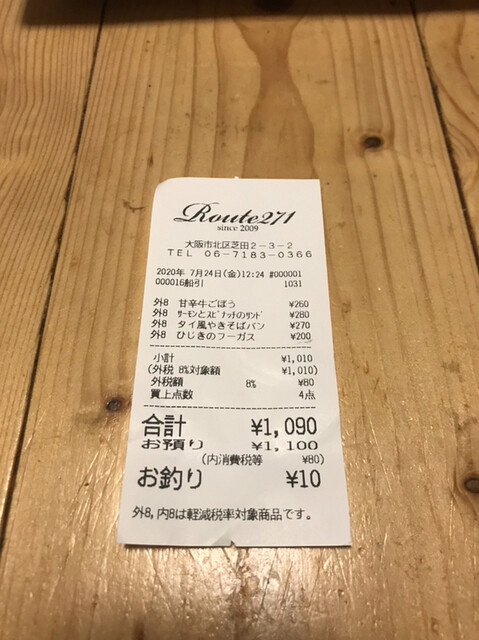 Route271
since 2009
大阪市北区芝田2-3-2
TEL 06-7183-0366
2020年 7月24日(金)12:24 #000001
000016船引 1031
外8 甘辛牛ごぼう ¥260
外8 ｻｰﾓﾝとｽﾋﾟﾅｯﾁのｻﾝﾄﾞ ¥280
外8 タイ風やきそばパン ¥270
外8 ひじきのフーガス ¥200
小計 ¥1,010
(外税 8%対象額 ¥1,010)
外税額 8% ¥80
買上点数 4点
合計 ¥1,090
お預り ¥1,100
(内消費税等 ¥80)
お釣り ¥10
外8,内8は軽減税率対象商品です。